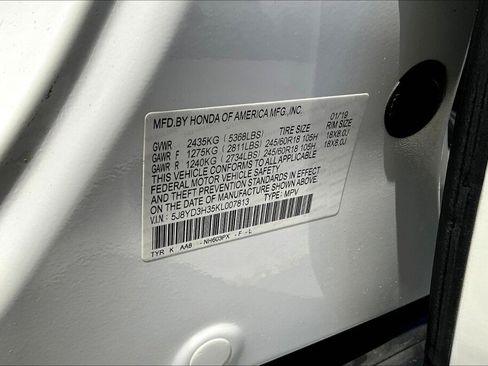 MFD.BY HONDA OF AMERICA MFG.,INC. 01/19
TIRE SIZE RIM SIZE
GVWR 2435KG (5368LBS)
GAWR F 1275KG (2811LBS) 245/60R18 105H 18X8.0J
GAWR R 1240KG (2734LBS) 245/60R18 105H 18X8.0J
THIS VEHICLE CONFORMS TO ALL APPLICABLE
FEDERAL MOTOR VEHICLE SAFETY
AND THEFT PREVENTION STANDARDS IN EFFECT
ON THE DATE OF MANUFACTURE SHOWN ABOVE.
V.I.N: 5J8YD3H35KL007813 TYPE: MPV
TYR K AA8 -NH603PX -F -L